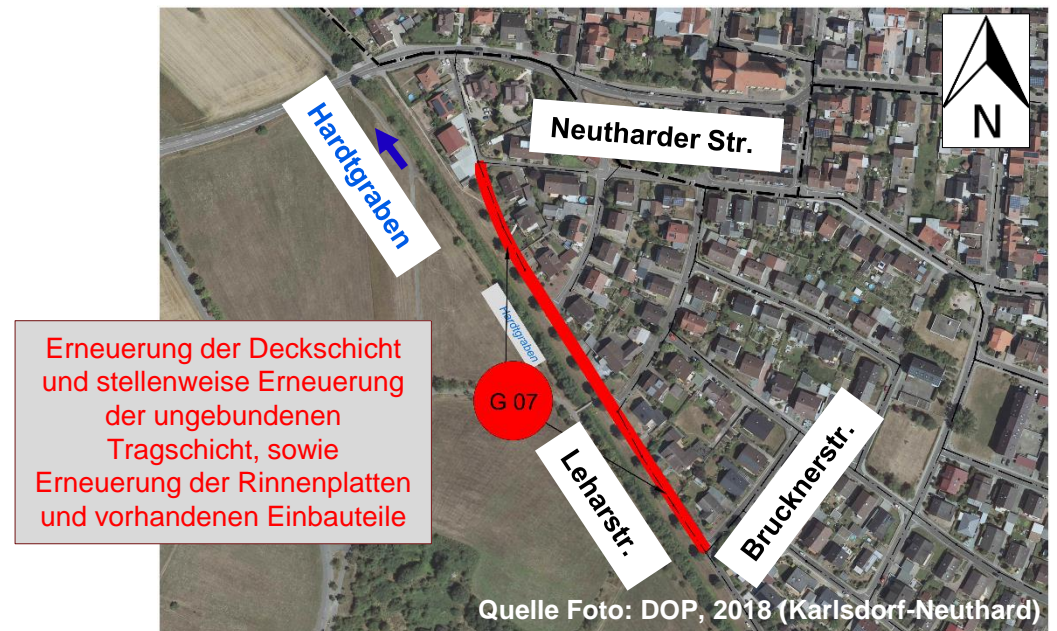 N
Neutharder Str.
Hardtgraben
Hardtgraben
Erneuerung der Deckschicht
und stellenweise Erneuerung
der ungebundenen
Tragschicht, sowie
Erneuerung der Rinnenplatten
und vorhandenen Einbauteile
G 07
Leharstr.
Brucknerstr.
Quelle Foto: DOP, 2018 (Karlsdorf-Neuthard)